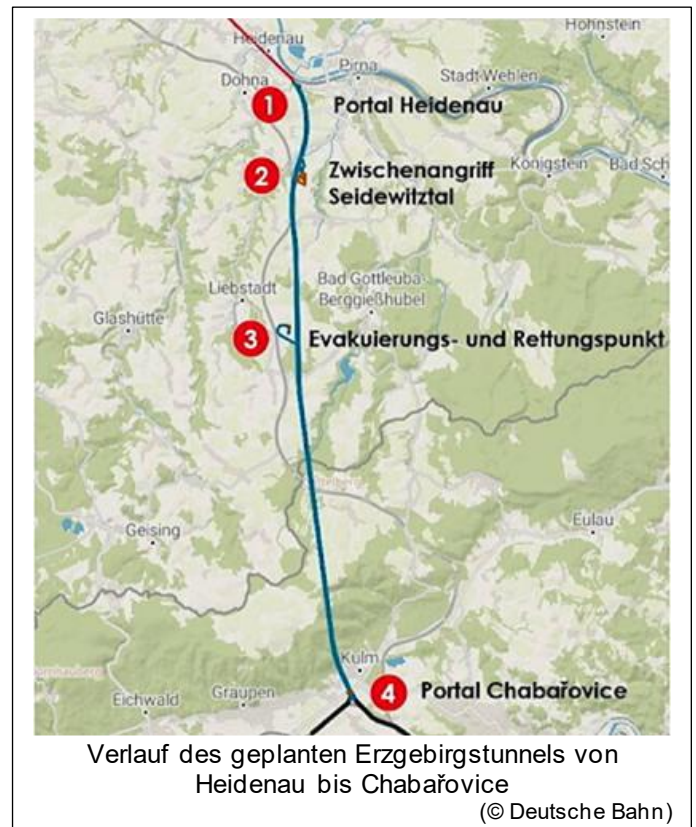 Hohnstein
Heidenau
Pirna
Dohna
Stadt Wehlen
1 Portal Heidenau
2 Zwischenangriff
Seidewitztal
Königstein
Bad Sch
Liebstadt
Bad Gottleuba-
Berggießhübel
Glashütte
3 Evakuierungs- und Rettungspunkt
Geising
Eulau
Kulm
4 Portal Chabařovice
Eichwald
Graupen
Verlauf des geplanten Erzgebirgstunnels von
Heidenau bis Chabařovice
(© Deutsche Bahn)